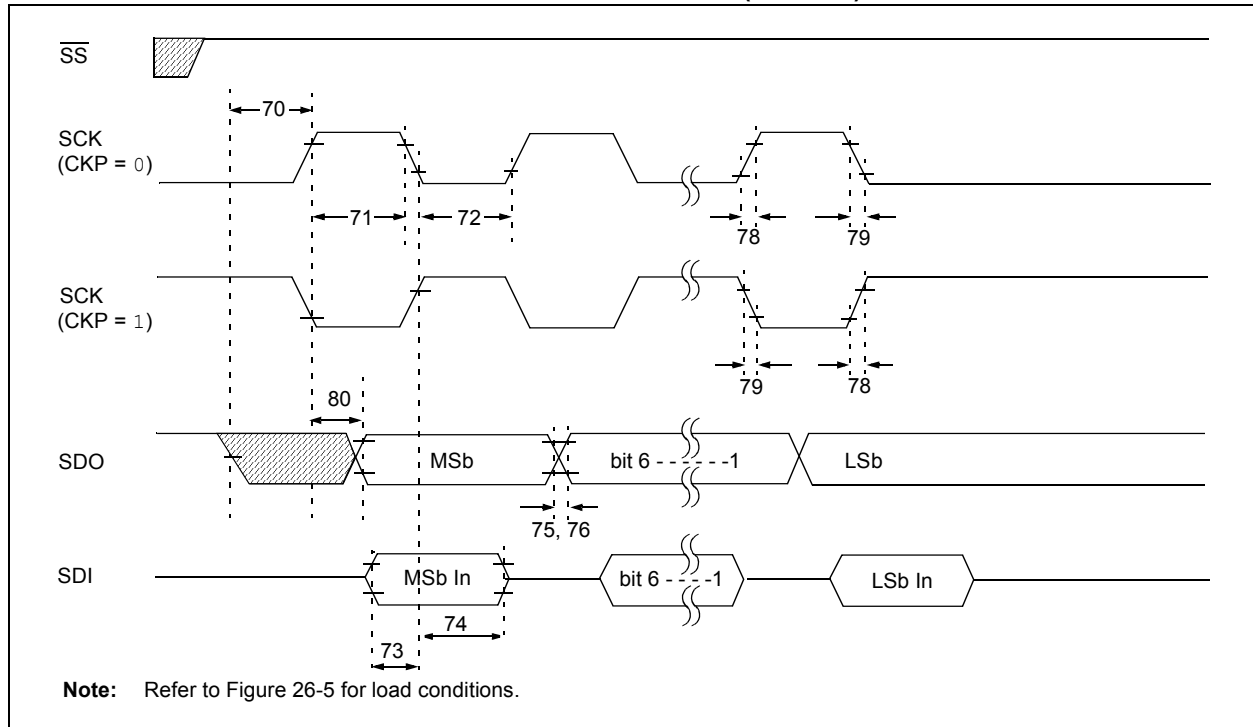 SS
70
SCK
(CKP = 0)
71
72
78
79
SCK
(CKP = 1)
79
78
80
SDO
MSb
bit 6 - - - - - -1
LSb
75, 76
SDI
MSb In
bit 6 - - - -1
LSb In
74
73
Note: Refer to Figure 26-5 for load conditions.